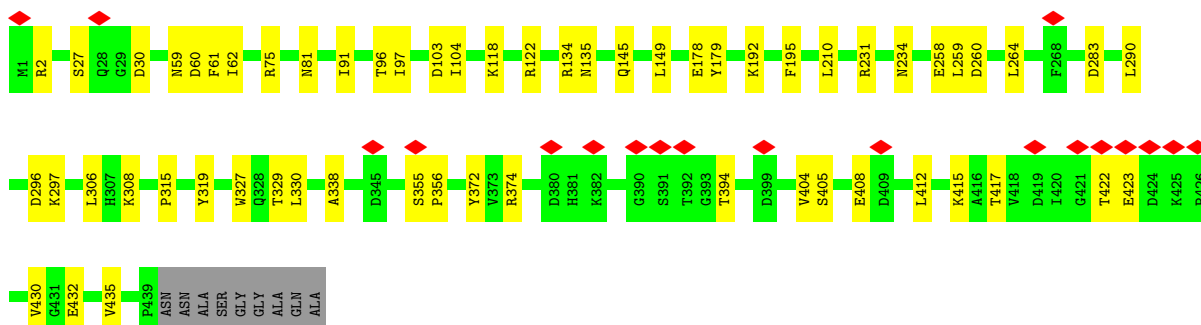 M1 R2 S27 Q28 G29 D30 N59 D60 F61 I62 R75 N81 I91 T96 I97 D103 I104 K118 R122 R134 N135 Q145 L149 E178 Y179 K192 F195 L210 R231 N234 E258 L259 D260 L264 F268 D283 L290
D296 K297 L306 H307 K308 P315 Y319 W327 Q328 T329 L330 A338 D345 S355 P356 Y372 V373 R374 D380 H381 K382 G390 S391 T392 G393 T394 D399 V404 S405 E408 D409 L412 K415 A416 T417 V418 D419 I420 G421 T422 E423 D424 K425
V430 G431 E432 V435 P439 ASN ASN ALA SER GLY GLY ALA GLN ALA